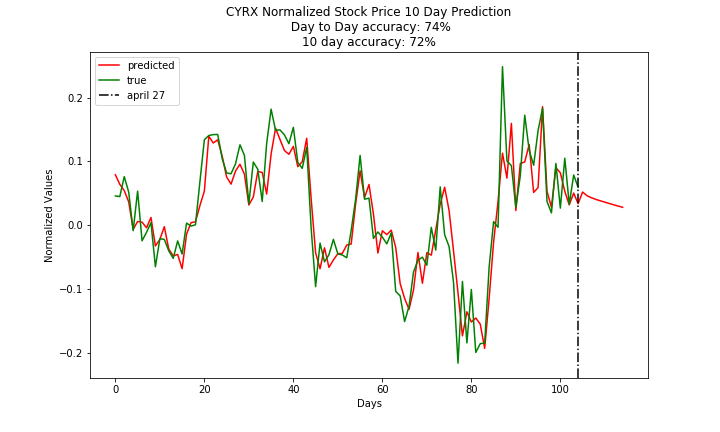 CYRX Normalized Stock Price 10 Day Prediction
Day to Day accuracy: 74%
10 day accuracy: 72%
predicted
true
april 27
Normalized Values
0.2
0.1
0.0
−0.1
−0.2
0
20
40
60
80
100
Days